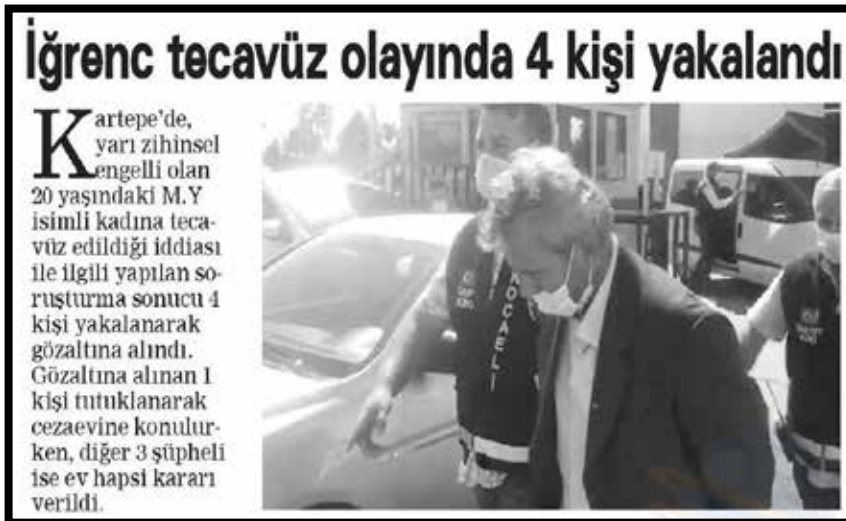 İğrenc tecavüz olayında 4 kişi yakalandı
Kartepe’de,
yarı zihinsel
engelli olan
20 yaşındaki M.Y
isimli kadına teca-
vüz edildiği iddiası
ile ilgili yapılan so-
ruşturma sonucu 4
kişi yakalanarak
gözaltına alındı.
Gözaltına alınan 1
kişi tutuklanarak
cezaevine konulur-
ken, diğer 3 şüpheli
ise ev hapsi kararı
verildi.
KOCAELİ